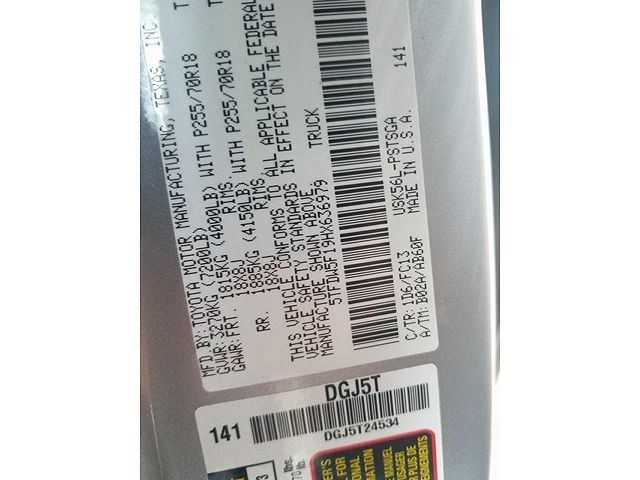 MFD.BY:TOYOTA MOTOR MANUFACTURING, TEXAS, INC.
GVWR:3270KG (7200LB)
GAWR:FRT. 1815KG (4000LB) WITH P255/70R18 T
18X8J RIMS
RR. 1885KG (4150LB) WITH P255/70R18 T
18X8J RIMS
THIS VEHICLE CONFORMS TO ALL APPLICABLE FEDERAL
VEHICLE SAFETY STANDARDS IN EFFECT ON THE DATE
MANUFACTURE SHOWN ABOVE.
5TFDW5F19HX636979 TRUCK
141
C/TR:1D6/FC13 USK56L-PSTSGA
A/TM:B02A/AB60F MADE IN U.S.A.
DGJ5T
141
DGJ5T24534
lbs.
lb.